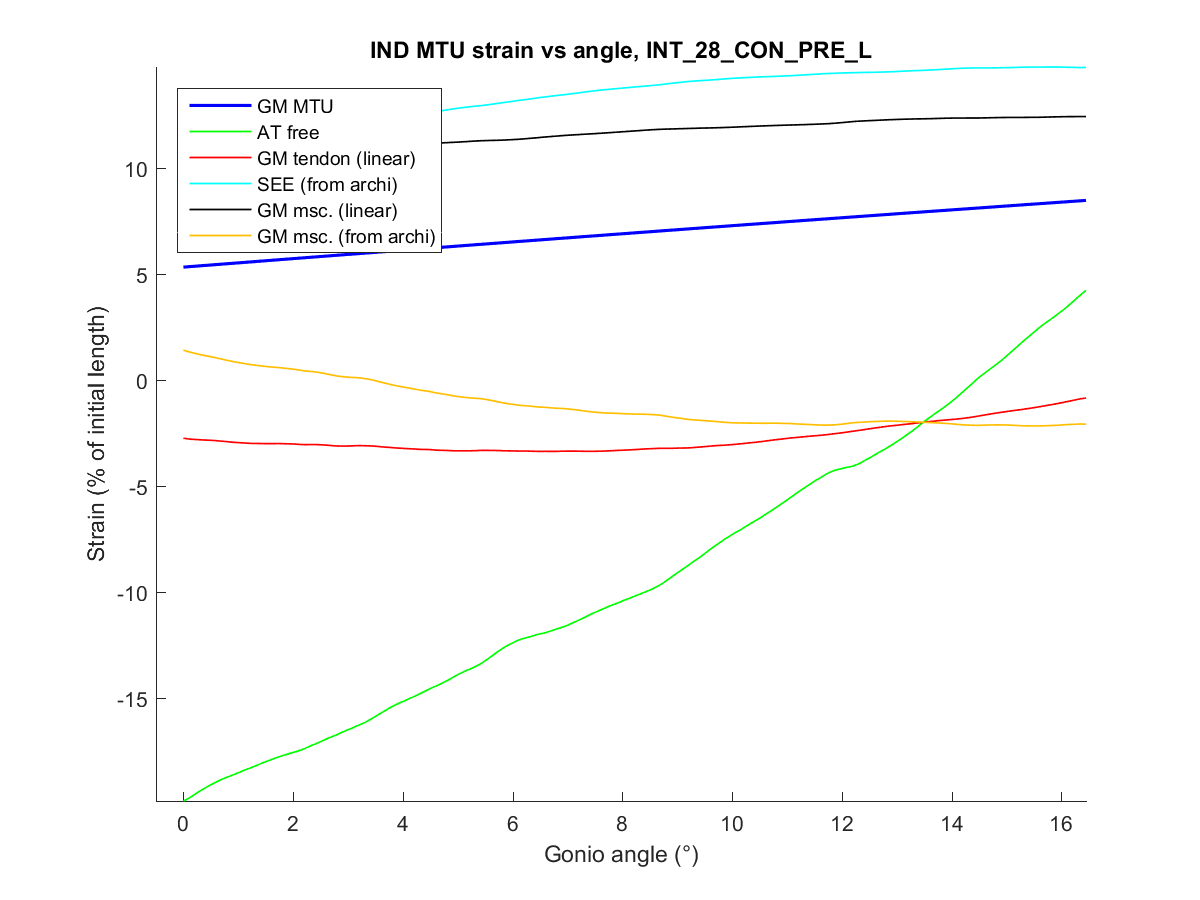 IND MTU strain vs angle, INT_28_CON_PRE_L
GM MTU
AT free
GM tendon (linear)
SEE (from archi)
GM msc. (linear)
GM msc. (from archi)
Strain (% of initial length)
10
5
0
-5
-10
-15
0 2 4 6 8 10 12 14 16
Gonio angle (°)